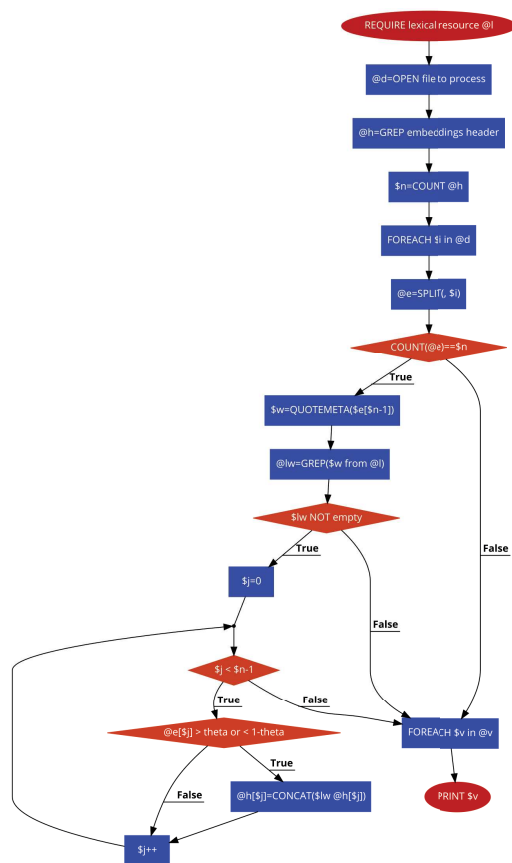 REQUIRE lexical resource @l
@d=OPEN file to process
@h=GREP embeddings header
$n=COUNT @h
FOREACH $i in @d
@e=SPLIT(, $i)
COUNT(@e)==$n
True
$w=QUOTEMETA($e[$n-1])
@lw=GREP($w from @l)
$lw NOT empty
True
False
$j=0
False
$j < $n-1
True
False
@e[$j] > theta or < 1-theta
FOREACH $v in @v
True
False
@h[$j]=CONCAT($lw @h[$j])
PRINT $v
$j++